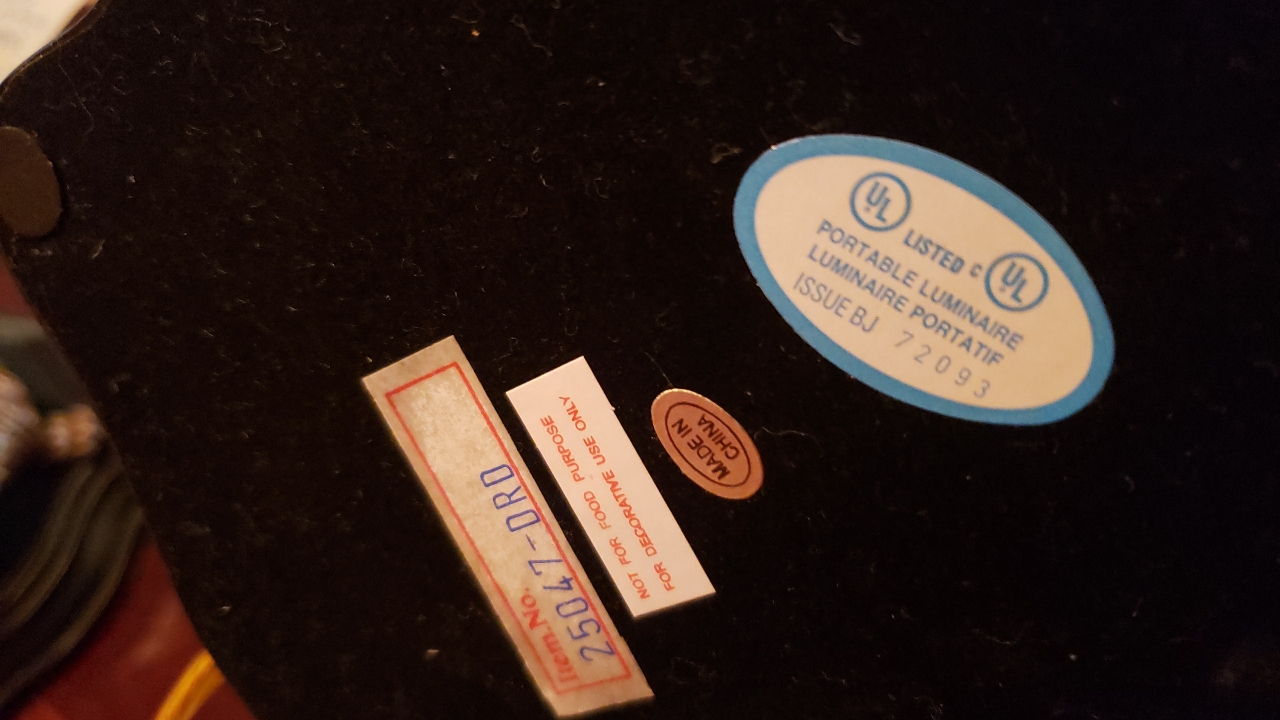 UL LISTED C UL
PORTABLE LUMINAIRE
LUMINAIRE PORTATIF
ISSUE BJ 72093
MADE IN
CHINA
NOT FOR FOOD PURPOSE
FOR DECORATIVE USE ONLY
Item.No.
25047-DRD